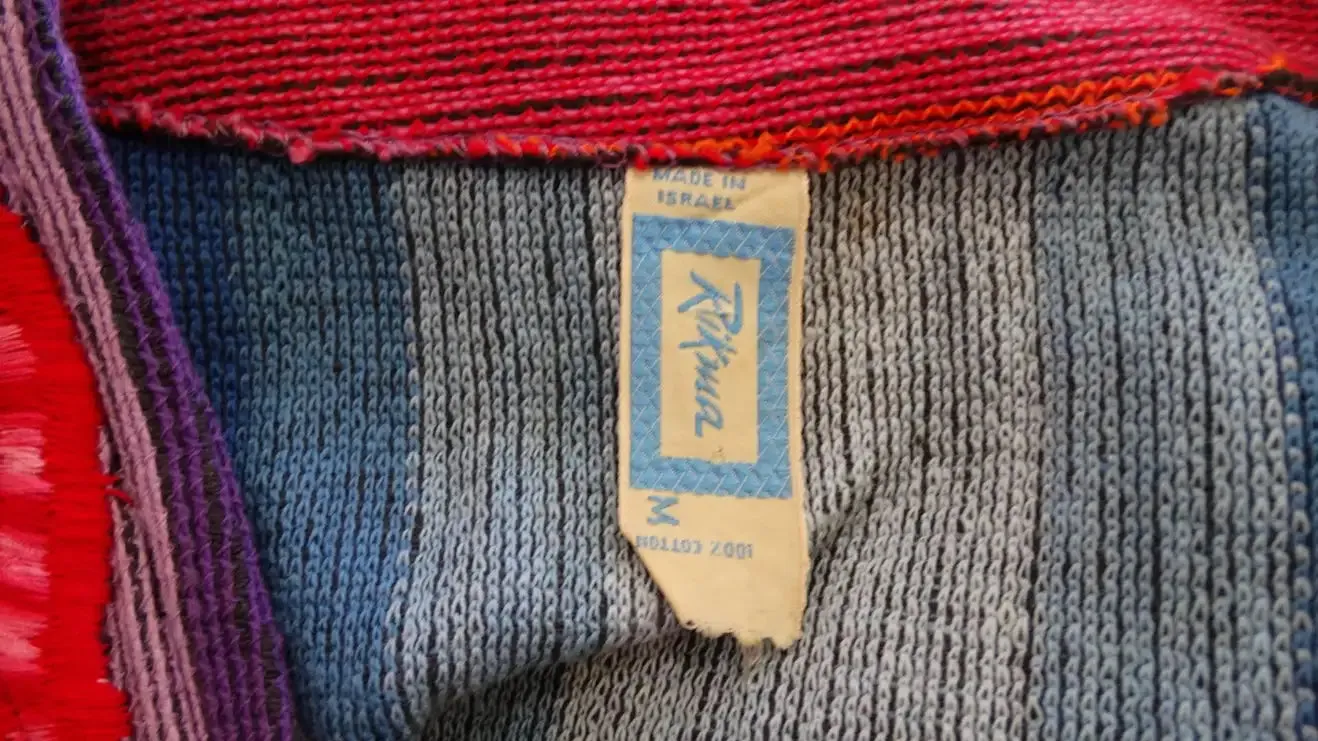 MADE IN
ISRAEL
Rikma
M
100% COTTON